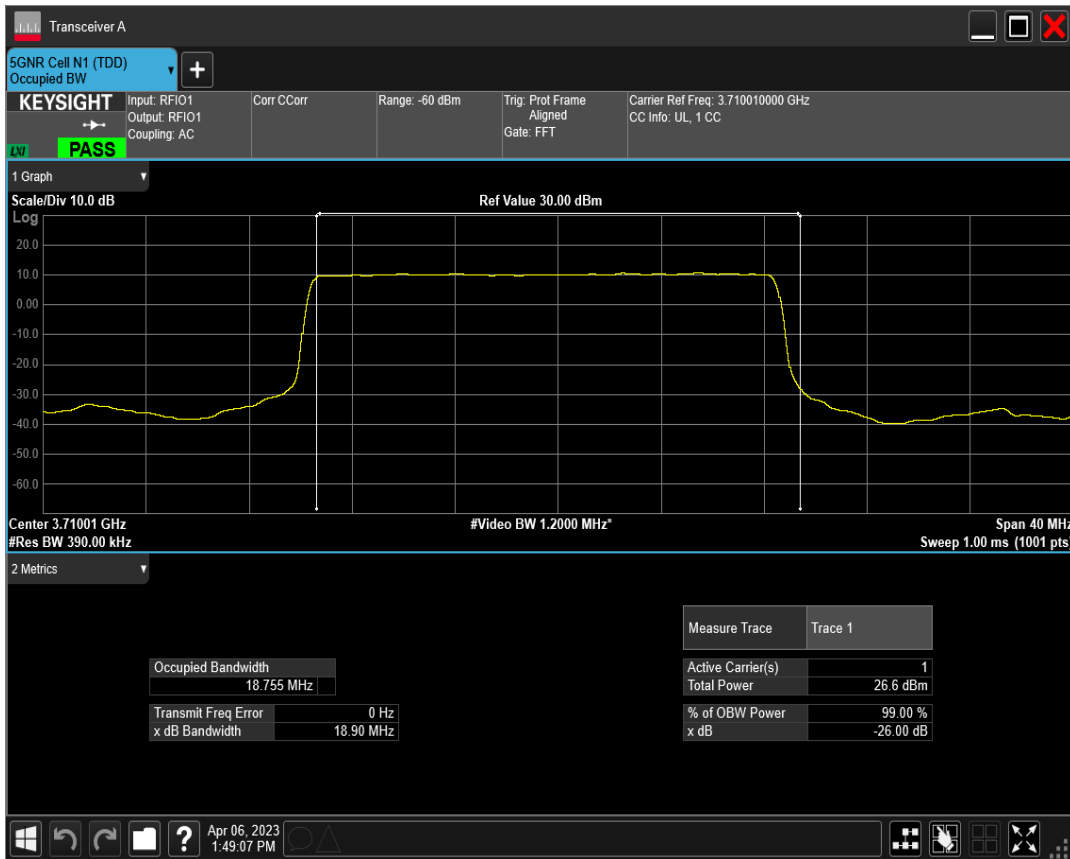 Transceiver A
5GNR Cell N1 (TDD)
Occupied BW
+
KEYSIGHT
LXI
PASS
Input: RFIO1
Output: RFIO1
Coupling: AC
Corr CCorr
Range: -60 dBm
Trig: Prot Frame
Aligned
Gate: FFT
Carrier Ref Freq: 3.710010000 GHz
CC Info: UL, 1 CC
1 Graph
Scale/Div 10.0 dB
Ref Value 30.00 dBm
Log
20.0
10.0
0.00
-10.0
-20.0
-30.0
-40.0
-50.0
-60.0
Center 3.71001 GHz
#Video BW 1.2000 MHz*
Span 40 MHz
#Res BW 390.00 kHz
Sweep 1.00 ms (1001 pts)
2 Metrics
Measure Trace Trace 1
Occupied Bandwidth
18.755 MHz
Active Carrier(s) 1
Total Power 26.6 dBm
Transmit Freq Error 0 Hz
x dB Bandwidth 18.90 MHz
% of OBW Power 99.00 %
x dB -26.00 dB
?
Apr 06, 2023
1:49:07 PM